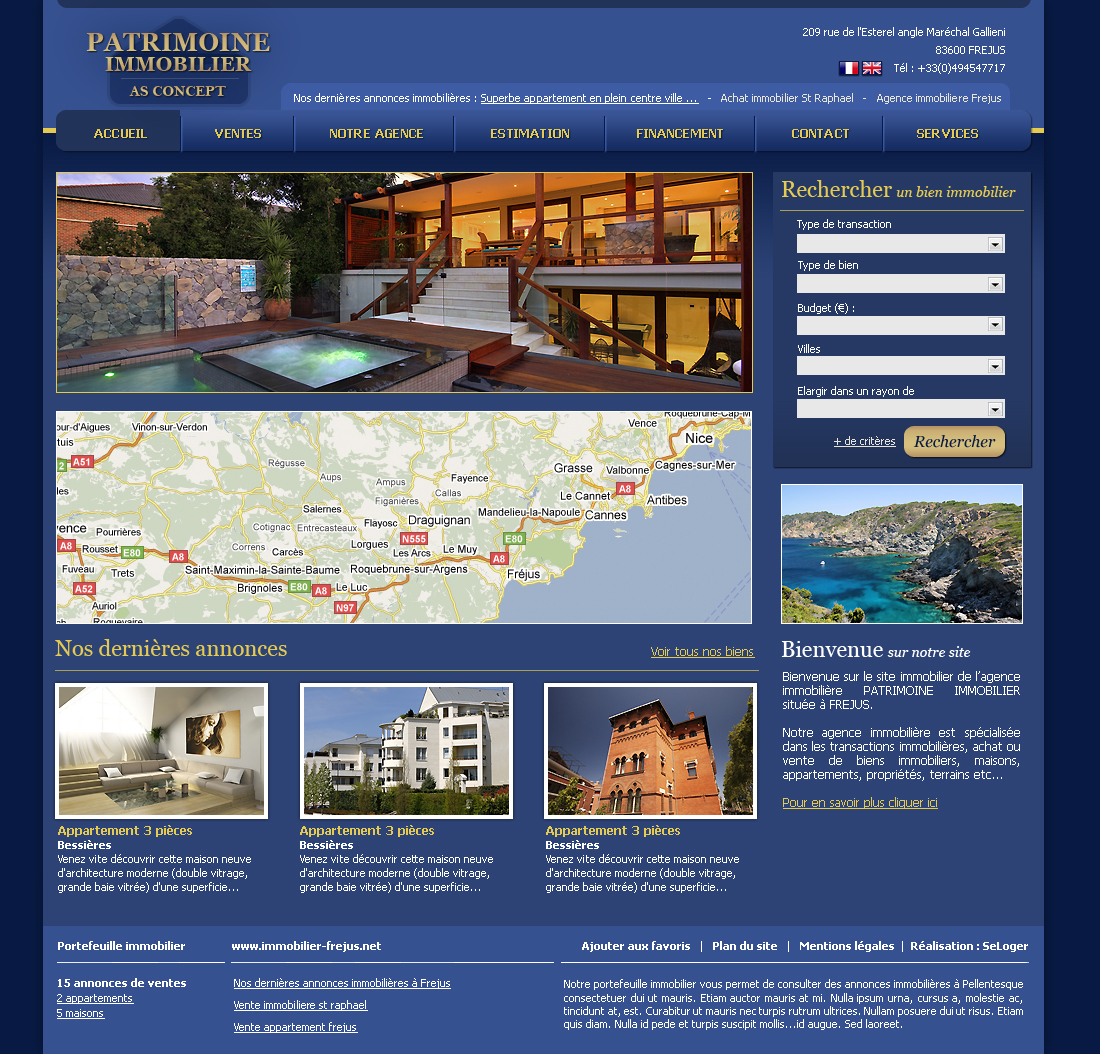 PATRIMOINE
IMMOBILIER
AS CONCEPT
209 rue de l'Esterel angle Maréchal Gallieni
83600 FREJUS
Tél : +33(0)494547717
Nos dernières annonces immobilières : Superbe appartement en plein centre ville ... - Achat immobilier St Raphael - Agence immobiliere Frejus
ACCUEIL VENTES NOTRE AGENCE ESTIMATION FINANCEMENT CONTACT SERVICES
Rechercher un bien immobilier
Type de transaction
Type de bien
Budget (€) :
Villes
Elargir dans un rayon de
+ de critères Rechercher
Roquebrune-Cap-M
our-d'Aigues Vinon-sur-Verdon Vence
tuis Nice
2 A51 Régusse Grasse Valbonne Cagnes-sur-Mer
Aups Ampus Fayence
les Figanières Callas Le Cannet A8 Antibes
Salernes Mandelieu-la-Napoule Cannes
vence Pourrières Cotignac Entrecasteaux Flayosc Draguignan
A8 Rousset E80 A8 Correns Carcès Lorgues N555 Les Arcs Le Muy E80 A8
Fuveau Trets Saint-Maximin-la-Sainte-Baume Roquebrune-sur-Argens Fréjus
A52 Brignoles E80 A8 Le Luc
Auriol N97
Roquevaire
Nos dernières annonces Voir tous nos biens
Appartement 3 pièces
Bessières
Venez vite découvrir cette maison neuve
d'architecture moderne (double vitrage,
grande baie vitrée) d'une superficie...
Appartement 3 pièces
Bessières
Venez vite découvrir cette maison neuve
d'architecture moderne (double vitrage,
grande baie vitrée) d'une superficie...
Appartement 3 pièces
Bessières
Venez vite découvrir cette maison neuve
d'architecture moderne (double vitrage,
grande baie vitrée) d'une superficie...
Bienvenue sur notre site
Bienvenue sur le site immobilier de l'agence
immobilière PATRIMOINE IMMOBILIER
située à FREJUS.
Notre agence immobilière est spécialisée
dans les transactions immobilières, achat ou
vente de biens immobiliers, maisons,
appartements, propriétés, terrains etc...
Pour en savoir plus cliquer ici
Portefeuille immobilier
15 annonces de ventes
2 appartements
5 maisons
www.immobilier-frejus.net
Nos dernières annonces immobilières à Frejus
Vente immobiliere st raphael
Vente appartement frejus
Ajouter aux favoris | Plan du site | Mentions légales | Réalisation : SeLoger
Notre portefeuille immobilier vous permet de consulter des annonces immobilières à Pellentesque
consectetuer dui ut mauris. Etiam auctor mauris at mi. Nulla ipsum urna, cursus a, molestie ac,
tincidunt at, est. Curabitur ut mauris nec turpis rutrum ultrices. Nullam posuere dui ut risus. Etiam
quis diam. Nulla id pede et turpis suscipit mollis...id augue. Sed laoreet.